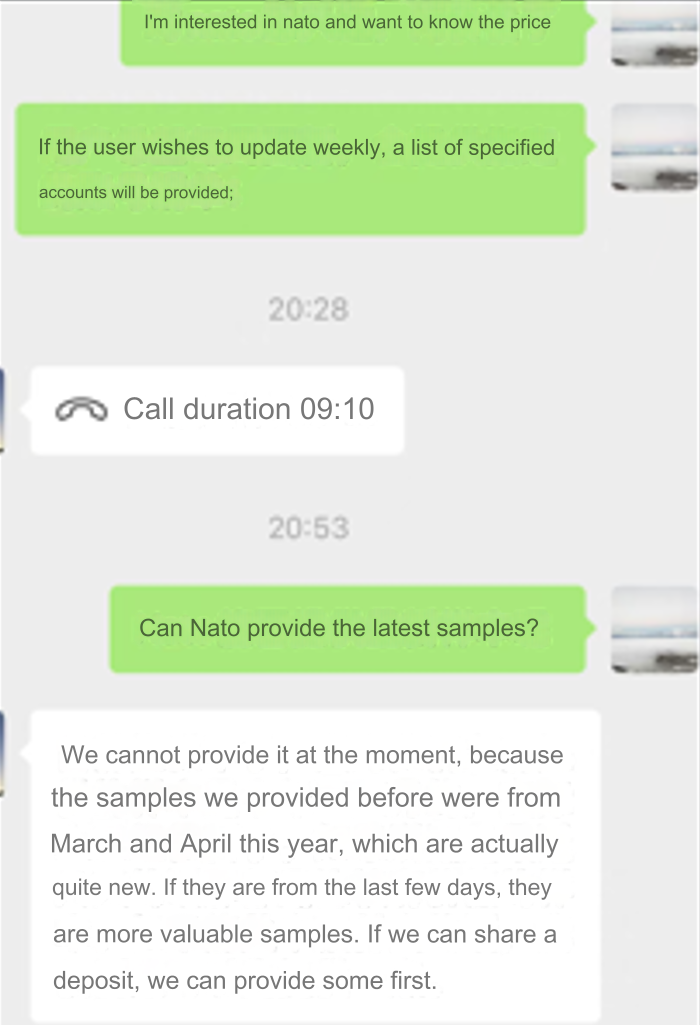 I'm interested in nato and want to know the price
If the user wishes to update weekly, a list of specified
accounts will be provided;
20:28
Call duration 09:10
20:53
Can Nato provide the latest samples?
We cannot provide it at the moment, because
the samples we provided before were from
March and April this year, which are actually
quite new. If they are from the last few days, they
are more valuable samples. If we can share a
deposit, we can provide some first.